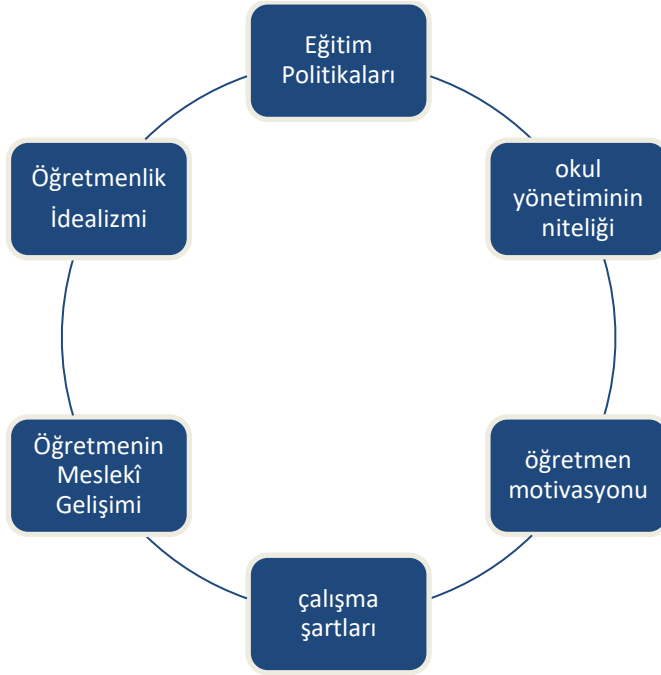 Eğitim
Politikaları
okul
yönetiminin
niteliği
öğretmen
motivasyonu
çalışma
şartları
Öğretmenin
Meslekî
Gelişimi
Öğretmenlik
İdealizmi